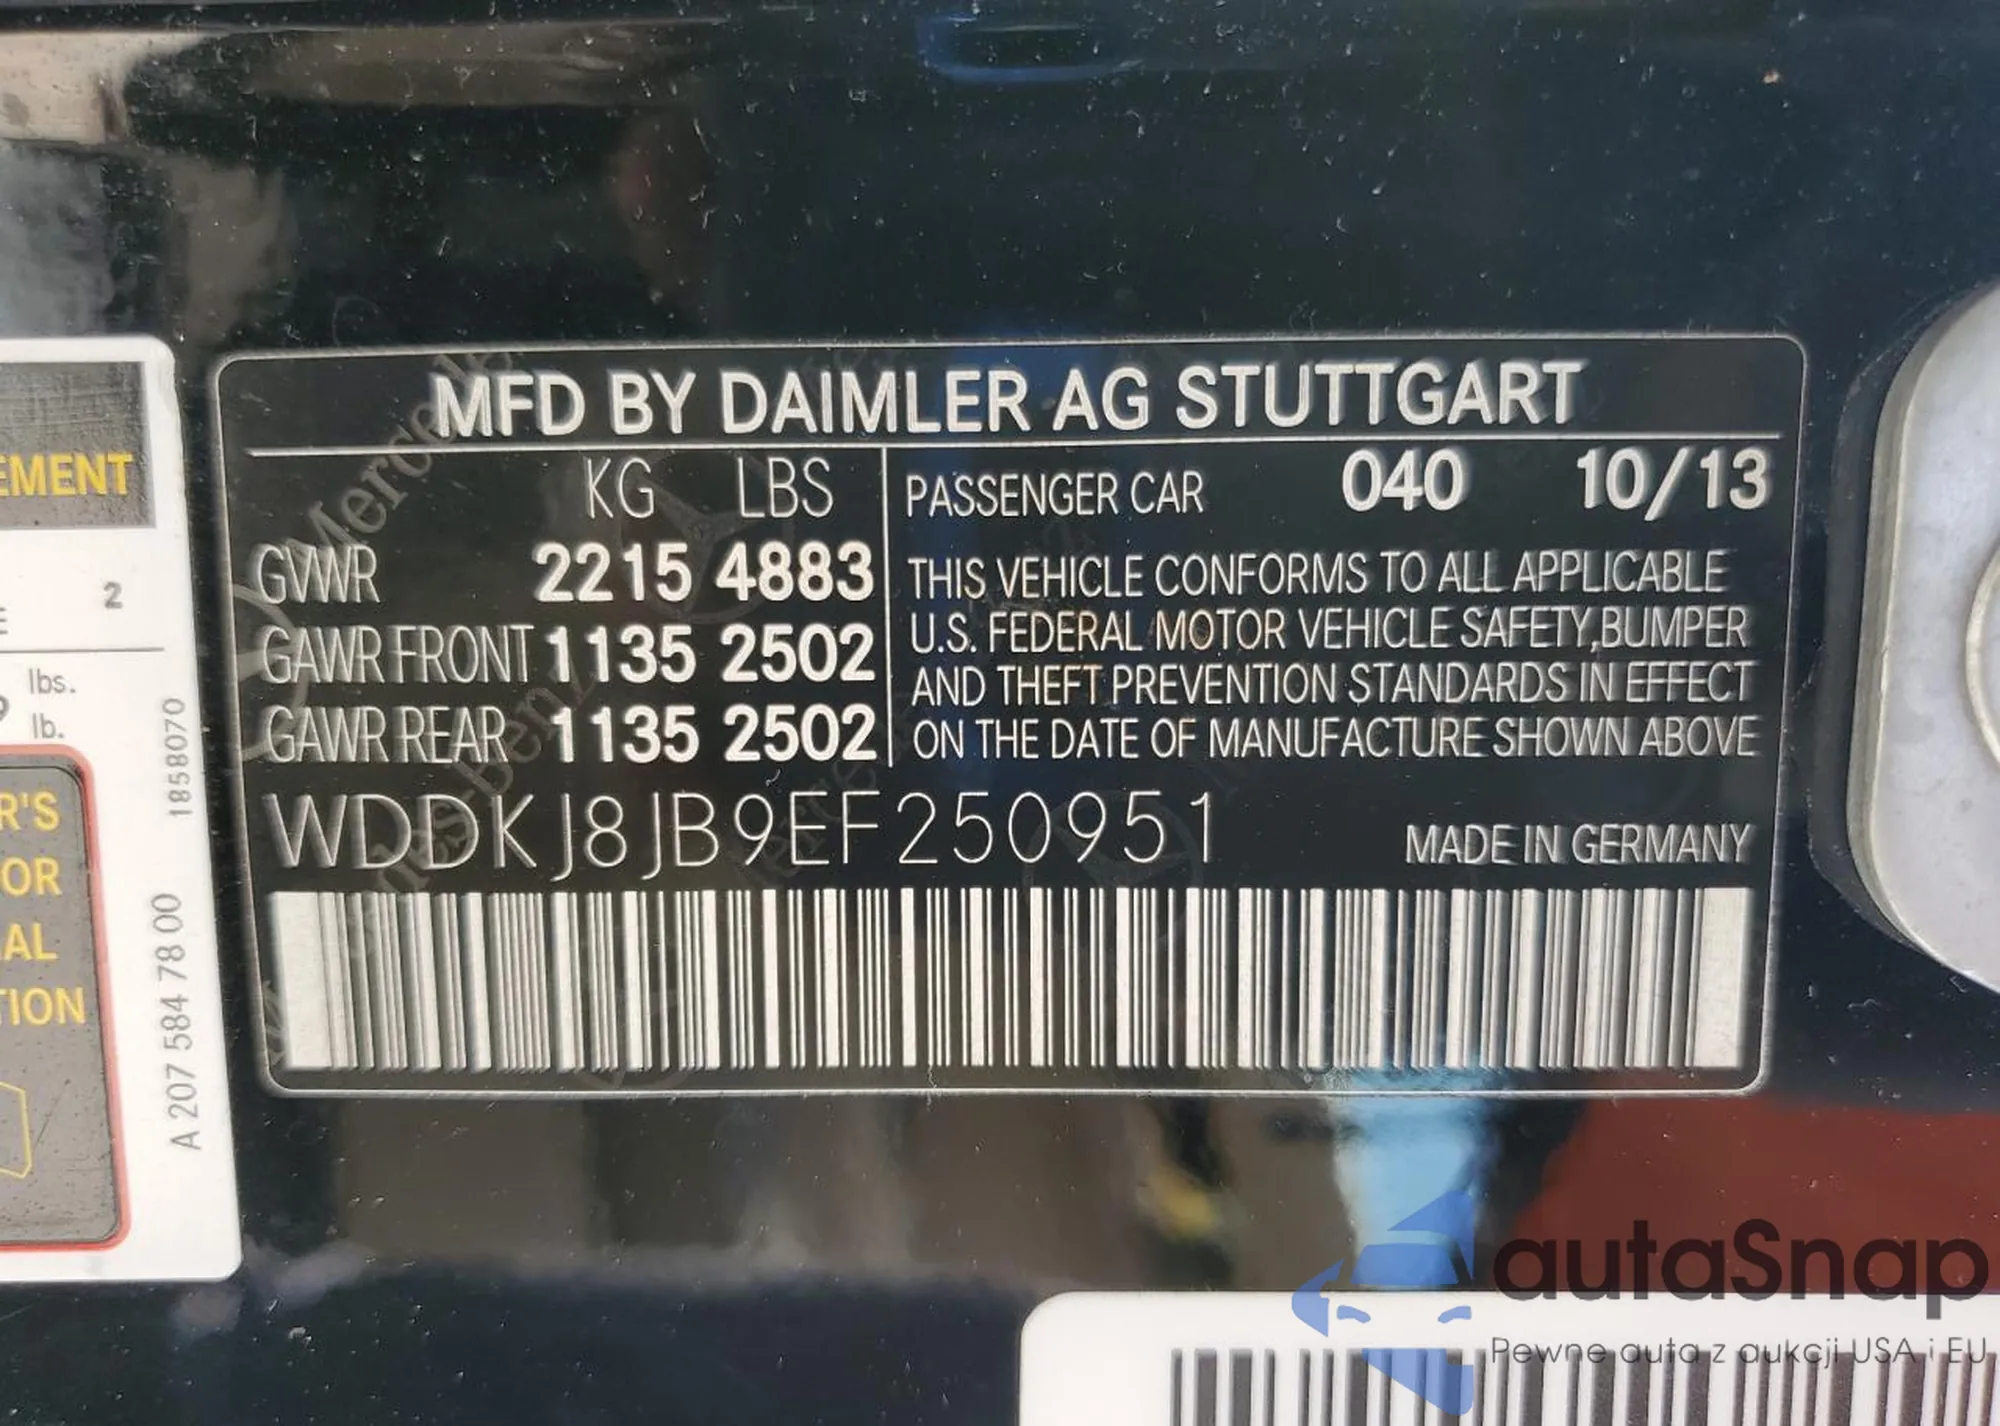 MFD BY DAIMLER AG STUTTGART
KG LBS
GVWR 2215 4883
GAWR FRONT 1135 2502
GAWR REAR 1135 2502
PASSENGER CAR 040 10/13
THIS VEHICLE CONFORMS TO ALL APPLICABLE
U.S. FEDERAL MOTOR VEHICLE SAFETY,BUMPER
AND THEFT PREVENTION STANDARDS IN EFFECT
ON THE DATE OF MANUFACTURE SHOWN ABOVE
WDDKJ8JB9EF250951
MADE IN GERMANY
EMENT
2
lbs.
lb.
R'S
OR
AL
TION
A 207 584 78 00
1858070
autaSnap
Pewne auta z aukcji USA i EU